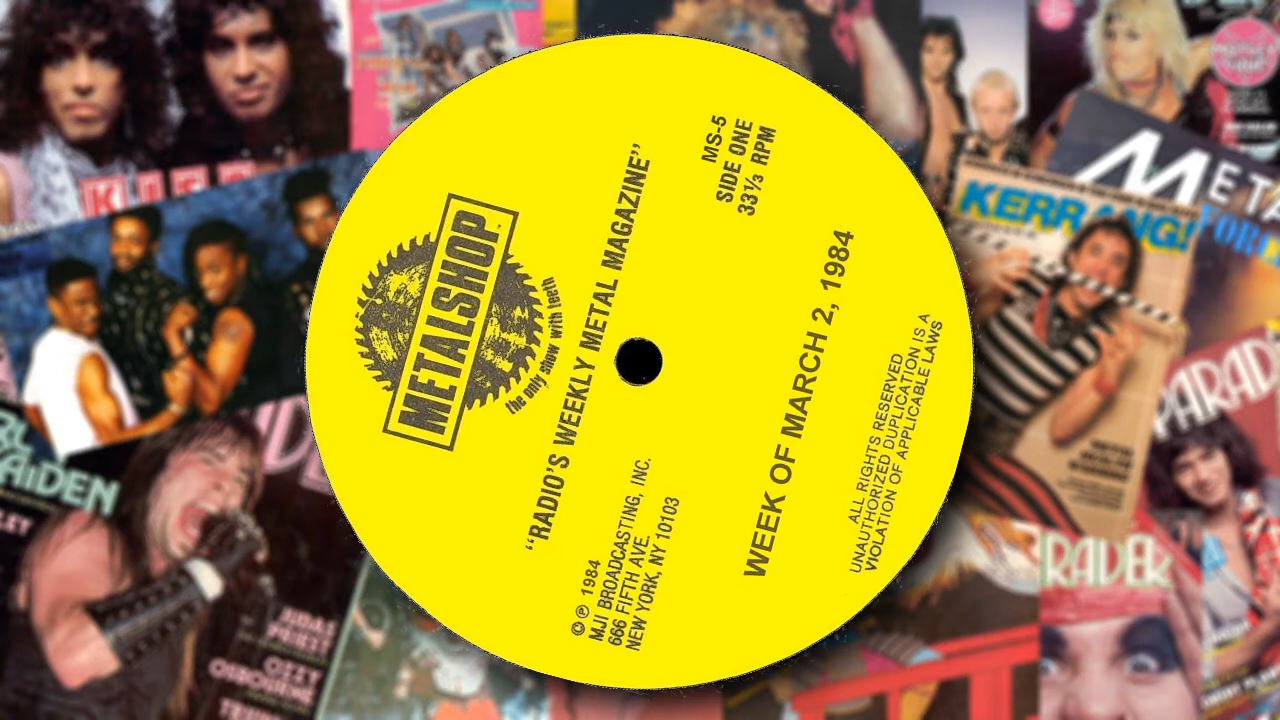 METALSHOP
the only show with teeth
"RADIO'S WEEKLY METAL MAGAZINE"
MS-5
SIDE ONE
33⅓ RPM
© ℗ 1984
MJI BROADCASTING, INC.
666 FIFTH AVE.
NEW YORK, NY 10103
WEEK OF MARCH 2, 1984
ALL RIGHTS RESERVED
UNAUTHORIZED DUPLICATION IS A
VIOLATION OF APPLICABLE LAWS
KERRANG!
JUDAS
PRIEST
OZZY
OSBOURNE